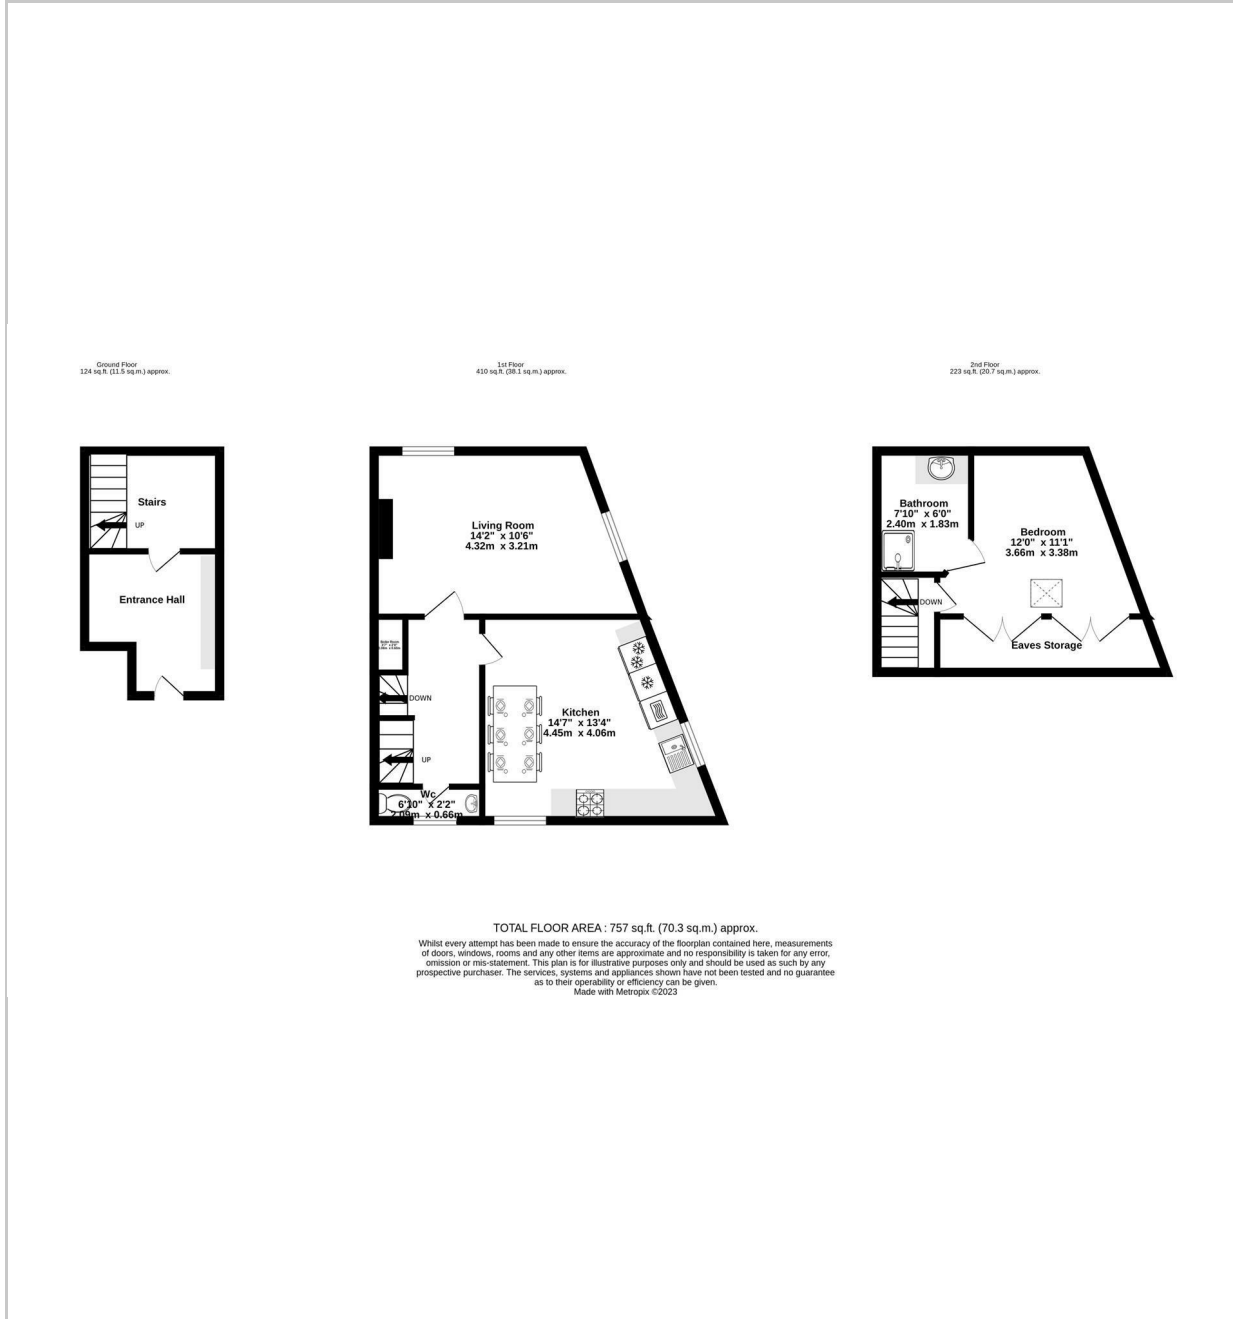 Ground Floor
124 sq.ft. (11.5 sq.m.) approx.
1st Floor
410 sq.ft. (38.1 sq.m.) approx.
2nd Floor
223 sq.ft. (20.7 sq.m.) approx.
Stairs
UP
Entrance Hall
Living Room
14'2" x 10'6"
4.32m x 3.21m
DOWN
UP
Kitchen
14'7" x 13'4"
4.45m x 4.06m
Wc
6'10" x 2'2"
2.09m x 0.66m
Bathroom
7'10" x 6'0"
2.40m x 1.83m
Bedroom
12'0" x 11'1"
3.66m x 3.38m
DOWN
Eaves Storage
TOTAL FLOOR AREA : 757 sq.ft. (70.3 sq.m.) approx.
Whilst every attempt has been made to ensure the accuracy of the floorplan contained here, measurements
of doors, windows, rooms and any other items are approximate and no responsibility is taken for any error,
omission or mis-statement. This plan is for illustrative purposes only and should be used as such by any
prospective purchaser. The services, systems and appliances shown have not been tested and no guarantee
as to their operability or efficiency can be given.
Made with Metropix ©2023